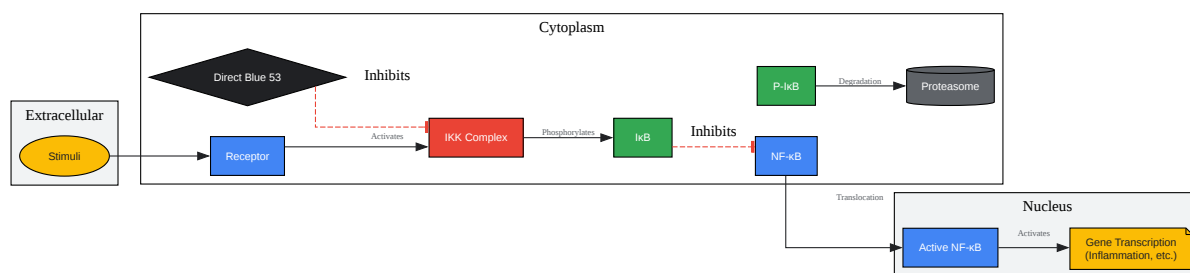 Cytoplasm
Direct Blue 53
Inhibits
P-IκB
Degradation
Proteasome
Extracellular
Stimuli
Receptor
Activates
IKK Complex
Phosphorylates
IκB
Inhibits
NF-κB
Translocation
Nucleus
Active NF-κB
Activates
Gene Transcription
(Inflammation, etc.)